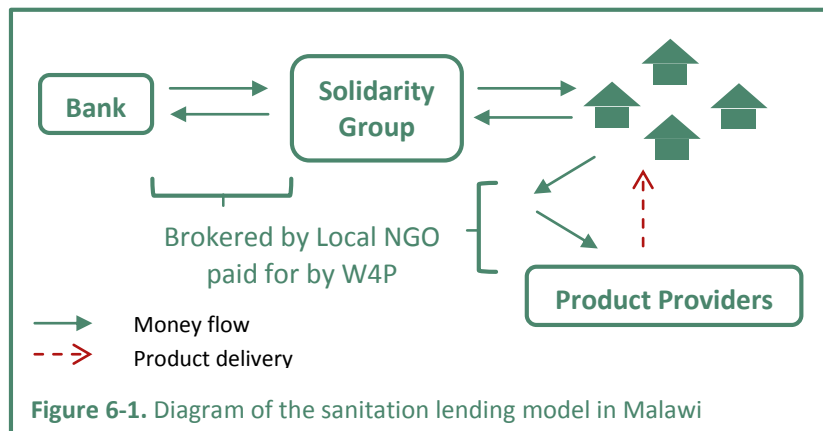 Bank
Solidarity
Group
Brokered by Local NGO
paid for by W4P
Product Providers
Money flow
Product delivery
Figure 6-1. Diagram of the sanitation lending model in Malawi